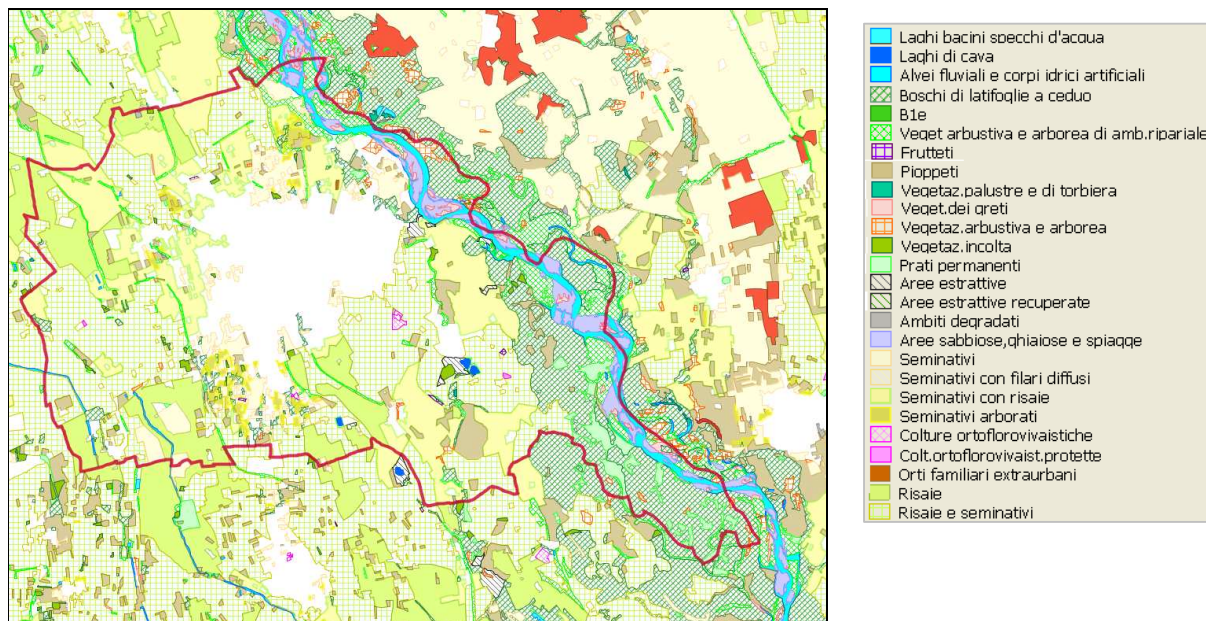 Laghi bacini specchi d'acqua
Laghi di cava
Alvei fluviali e corpi idrici artificiali
Boschi di latifoglie a ceduo
B1e
Veget arbustiva e arborea di amb.ripariale
Frutteti
Pioppeti
Vegetaz.palustre e di torbiera
Veget.dei greti
Vegetaz.arbustiva e arborea
Vegetaz.incolta
Prati permanenti
Aree estrattive
Aree estrattive recuperate
Ambiti degradati
Aree sabbiose,ghiaiose e spiagge
Seminativi
Seminativi con filari diffusi
Seminativi con risaie
Seminativi arborati
Colture ortoflorovivaistiche
Colt.ortoflorovivaist.protette
Orti familiari extraurbani
Risaie
Risaie e seminativi